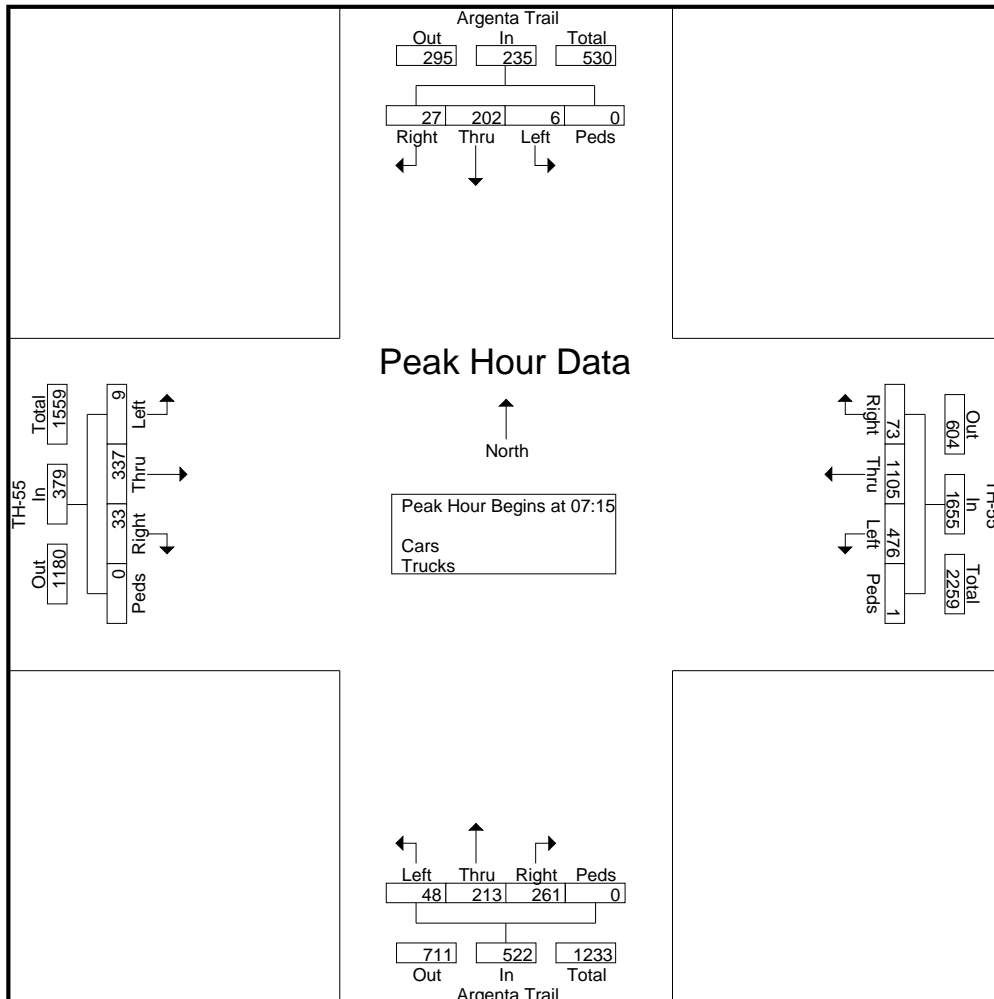 Argenta Trail
Out In Total
295 235 530
27 202 6 0
Right Thru Left Peds
Peak Hour Data
North
Peak Hour Begins at 07:15
Cars
Trucks
TH-55
Out In Total
1180 379 1559
9 337 33 0
Left Thru Right Peds
TH-55
Out In Total
604 1655 2259
73 1105 476 1
Right Thru Left Peds
Left Thru Right Peds
48 213 261 0
711 522 1233
Out In Total
Argenta Trail